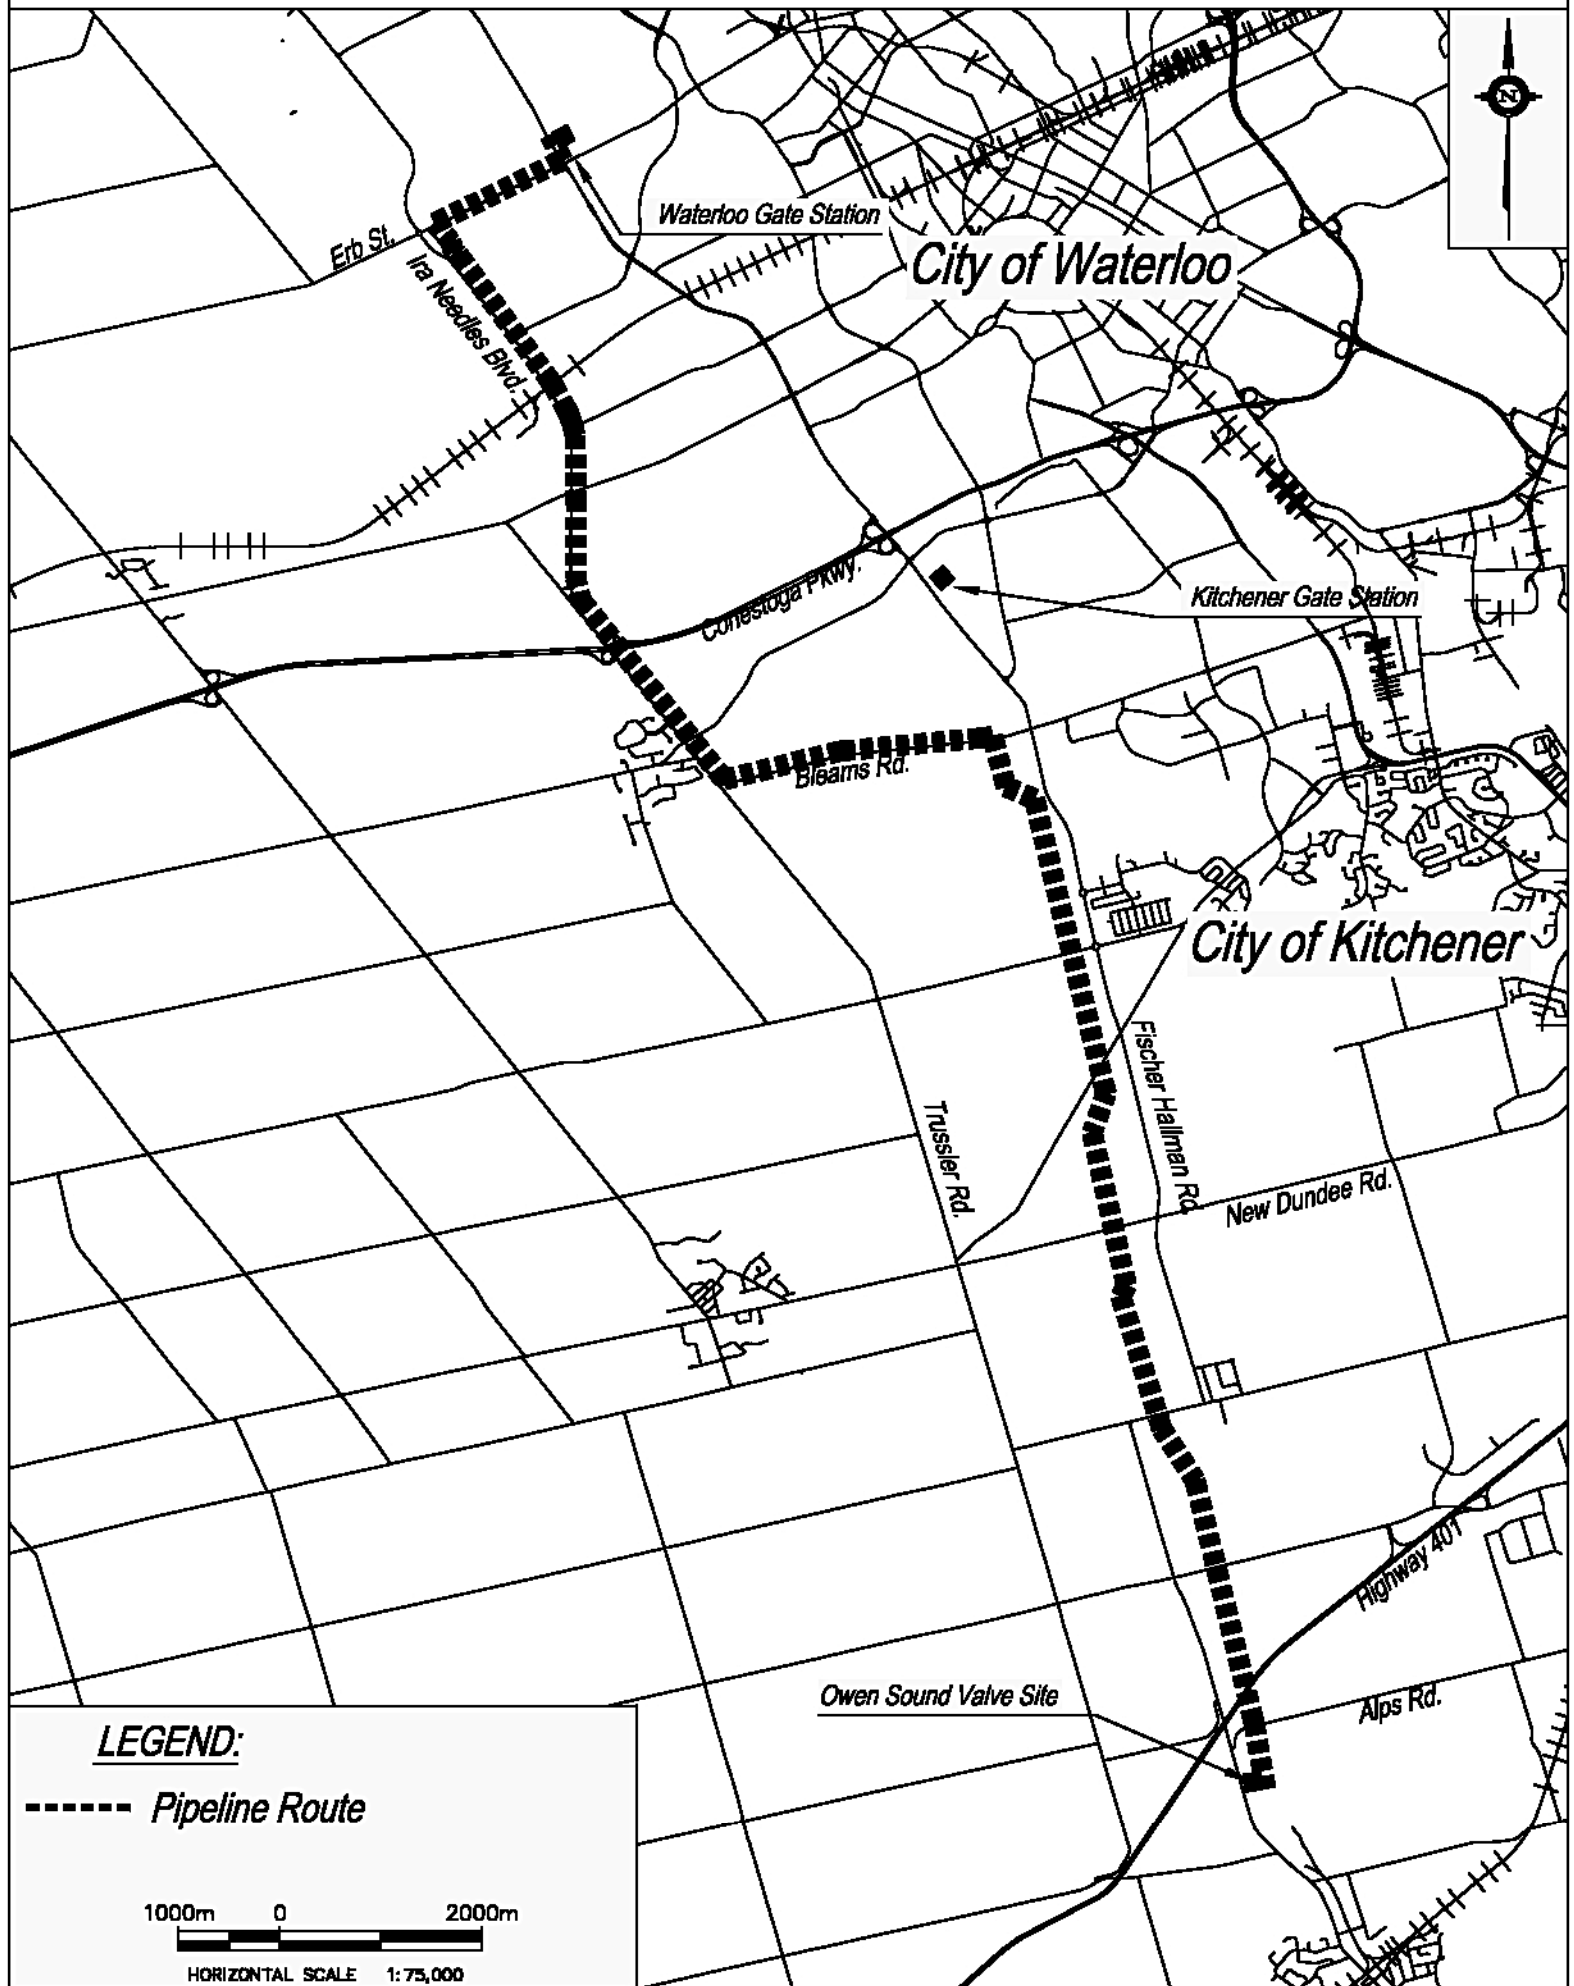 N
Waterloo Gate Station
Erb St.
City of Waterloo
Ira Needles Blvd.
Conestoga Pkwy.
Kitchener Gate Station
Bleams Rd.
City of Kitchener
Fischer Hallman Rd.
Trussler Rd.
New Dundee Rd.
Highway 401
Owen Sound Valve Site
Alps Rd.
LEGEND:
Pipeline Route
1000m 0 2000m
HORIZONTAL SCALE 1:75,000